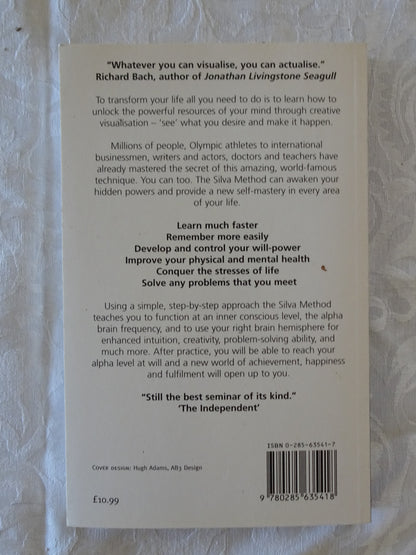 “Whatever you can visualise, you can actualise.”
Richard Bach, author of Jonathan Livingstone Seagull
To transform your life all you need to do is to learn how to
unlock the powerful resources of your mind through creative
visualisation – ‘see’ what you desire and make it happen.
Millions of people, Olympic athletes to international
businessmen, writers and actors, doctors and teachers have
already mastered the secret of this amazing, world-famous
technique. You can too. The Silva Method can awaken your
hidden powers and provide a new self-mastery in every area
of your life.
Learn much faster
Remember more easily
Develop and control your will-power
Improve your physical and mental health
Conquer the stresses of life
Solve any problems that you meet
Using a simple, step-by-step approach the Silva Method
teaches you to function at an inner conscious level, the alpha
brain frequency, and to use your right brain hemisphere for
enhanced intuition, creativity, problem-solving ability, and
much more. After practice, you will be able to reach your
alpha level at will and a new world of achievement, happiness
and fulfilment will open up to you.
“Still the best seminar of its kind.”
‘The Independent’
ISBN 0-285-63541-7
Cover design: Hugh Adams, AB3 Design
£10.99
9 780285 635418